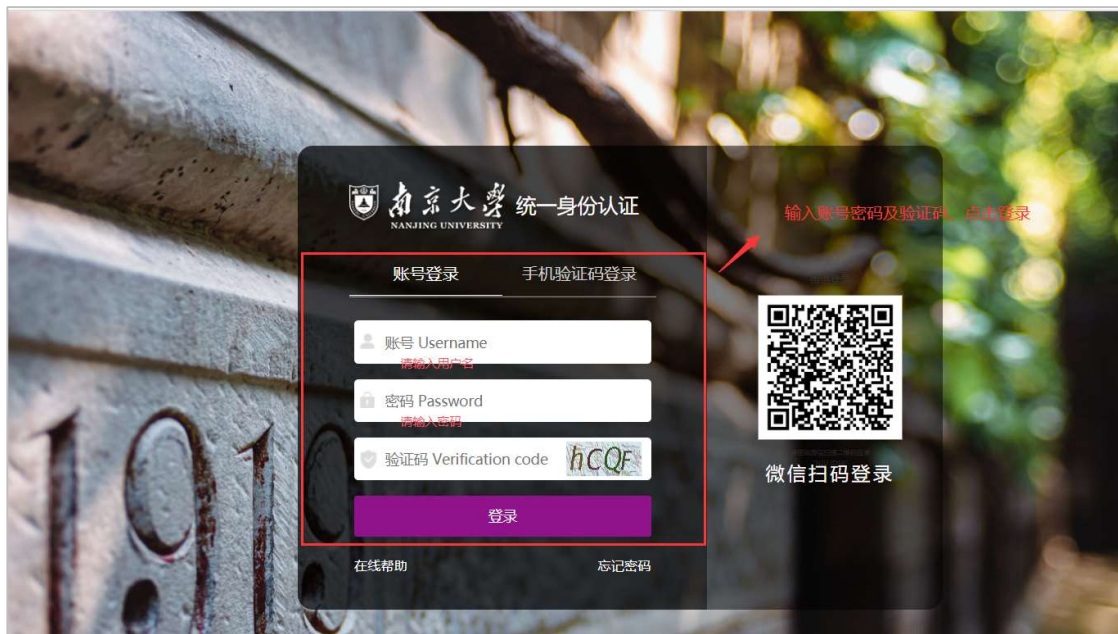 南京大學
NANJING UNIVERSITY
统一身份认证
输入账号密码及验证码，点击登录
账号登录 手机验证码登录
账号 Username
请输入用户名
密码 Password
请输入密码
验证码 Verification code hCQF
登录
在线帮助 忘记密码
微信扫码登录